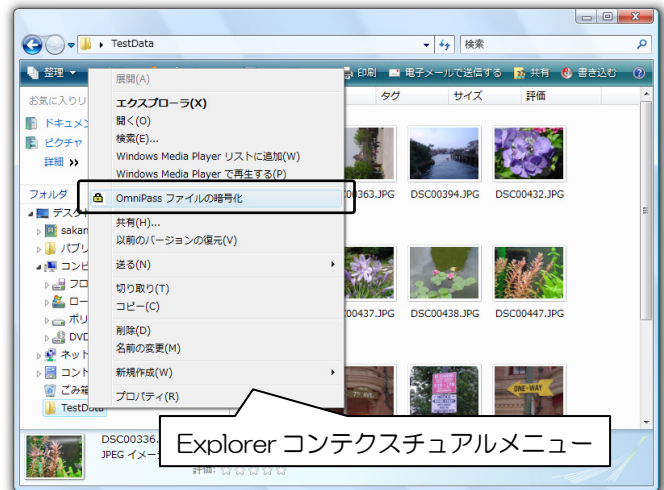 TestData
検索
整理
印刷
電子メールで送信する
共有
書き込む
お気に入りリ
タグ
サイズ
評価
ドキュメン
ピクチャ
詳細 »
フォルダ
デスクト
sakan
パブリ
コンピ
フロ
ロー
ボリ
DVD
ネット
コント
ごみ箱
TestData
展開(A)
エクスプローラ(X)
開く(O)
検索(E)...
Windows Media Player リストに追加(W)
Windows Media Player で再生する(P)
OmniPass ファイルの暗号化
共有(H)...
以前のバージョンの復元(V)
送る(N)
切り取り(T)
コピー(C)
削除(D)
名前の変更(M)
新規作成(W)
プロパティ(R)
00363.JPG
DSC00394.JPG
DSC00432.JPG
00437.JPG
DSC00438.JPG
DSC00447.JPG
ONE-WAY
Explorer コンテクスチュアルメニュー
DSC00336.
JPEG イメー
評価: